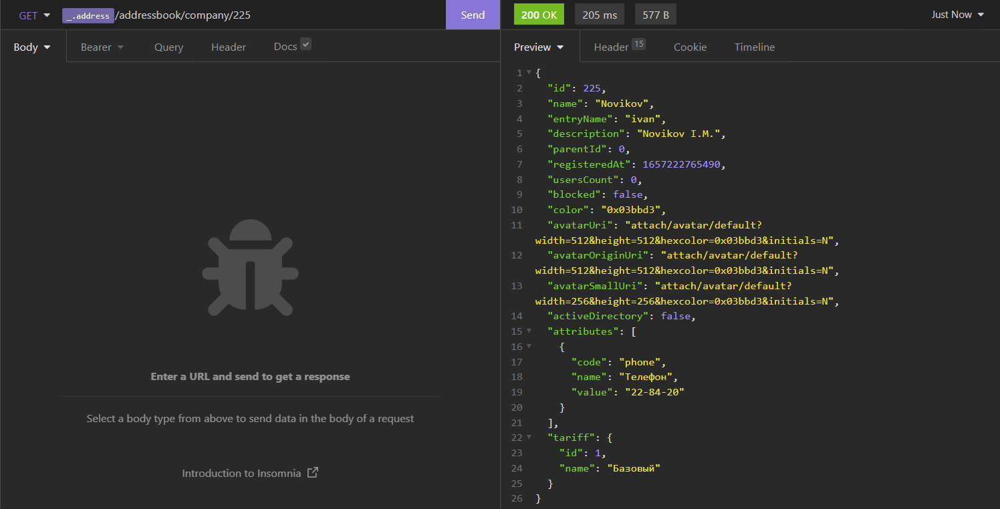 GET _.address /addressbook/company/225 Send 200 OK 205 ms 577 B Just Now
Body Bearer Query Header Docs Preview Header 15 Cookie Timeline
Enter a URL and send to get a response
Select a body type from above to send data in the body of a request
Introduction to Insomnia
1 {
2 "id": 225,
3 "name": "Novikov",
4 "entryName": "ivan",
5 "description": "Novikov I.M.",
6 "parentId": 0,
7 "registeredAt": 1657222765490,
8 "usersCount": 0,
9 "blocked": false,
10 "color": "0x03bbd3",
11 "avatarUri": "attach/avatar/default?
width=512&height=512&hexcolor=0x03bbd3&initials=N",
12 "avatarOriginUri": "attach/avatar/default?
width=512&height=512&hexcolor=0x03bbd3&initials=N",
13 "avatarSmallUri": "attach/avatar/default?
width=256&height=256&hexcolor=0x03bbd3&initials=N",
14 "activeDirectory": false,
15 "attributes": [
16 {
17 "code": "phone",
18 "name": "Телефон",
19 "value": "22-84-20"
20 }
21 ],
22 "tariff": {
23 "id": 1,
24 "name": "Базовый"
25 }
26 }